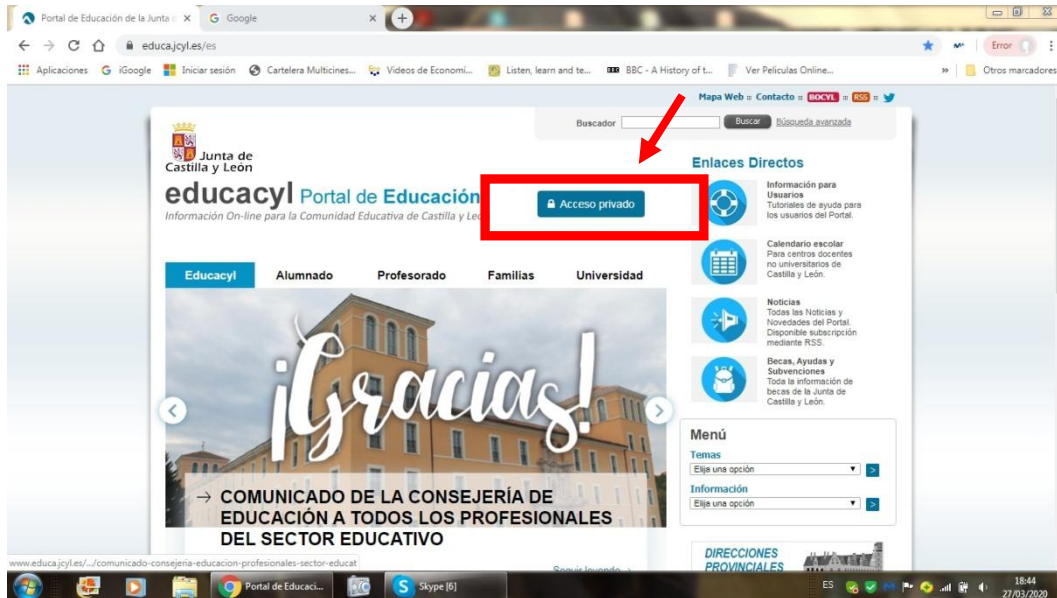 Portal de Educación de la Junta
Google
educa.jcyl.es/es
Error
Aplicaciones
iGoogle
Iniciar sesión
Cartelera Multicines...
Videos de Economí...
Listen, learn and te...
BBC - A History of t...
Ver Peliculas Online...
»
Otros marcadores
Mapa Web :: Contacto :: BOCYL :: RSS ::
Buscador
Buscar
Búsqueda avanzada
Junta de
Castilla y León
educacyl Portal de Educación
Información On-line para la Comunidad Educativa de Castilla y Le
Acceso privado
Enlaces Directos
Información para
Usuarios
Tutoriales de ayuda para
los usuarios del Portal.
Calendario escolar
Para centros docentes
no universitarios de
Castilla y León.
Noticias
Todas las Noticias y
Novedades del Portal.
Disponible subscripción
mediante RSS.
Becas, Ayudas y
Subvenciones
Toda la información de
becas de la Junta de
Castilla y León.
Educacyl
Alumnado
Profesorado
Familias
Universidad
¡Gracias!
→ COMUNICADO DE LA CONSEJERÍA DE
EDUCACIÓN A TODOS LOS PROFESIONALES
DEL SECTOR EDUCATIVO
Menú
Temas
Elija una opción
>
Información
Elija una opción
>
DIRECCIONES
PROVINCIALES
Seguir leyendo
www.educa.jcyl.es/.../comunicado-consejeria-educacion-profesionales-sector-educat
Portal de Educaci...
Skype [6]
ES
18:44
27/03/2020